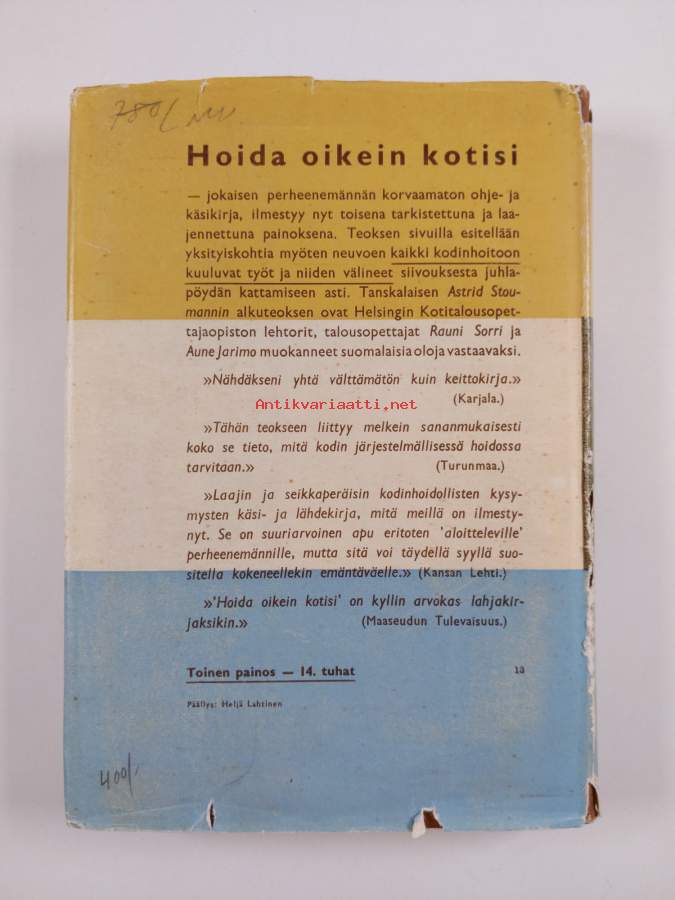 780/
Hoida oikein kotisi
— jokaisen perheenemännän korvaamaton ohje- ja
käsikirja, ilmestyy nyt toisena tarkistettuna ja laa-
jennettuna painoksena. Teoksen sivuilla esitellään
yksityiskohtia myöten neuvoen kaikki kodinhoitoon
kuuluvat työt ja niiden välineet siivouksesta juhla-
pöydän kattamiseen asti. Tanskalaisen Astrid Stou-
mannin alkuteoksen ovat Helsingin Kotitalousopet-
tajaopiston lehtorit, talousopettajat Rauni Sorri ja
Aune Jarimo muokanneet suomalaisia oloja vastaavaksi.
»Nähdäkseni yhtä välttämätön kuin keittokirja.»
(Karjala.)
Antikvariaatti.net
»Tähän teokseen liittyy melkein sananmukaisesti
koko se tieto, mitä kodin järjestelmällisessä hoidossa
tarvitaan.» (Turunmaa.)
»Laajin ja seikkaperäisin kodinhoidollisten kysy-
mysten käsi- ja lähdekirja, mitä meillä on ilmesty-
nyt. Se on suuriarvoinen apu eritoten 'aloitteleville'
perheenemännille, mutta sitä voi täydellä syyllä suo-
sitella kokeneellekin emäntäväelle.» (Kansan Lehti.)
»'Hoida oikein kotisi' on kyllin arvokas lahjakir-
jaksikin.» (Maaseudun Tulevaisuus.)
Toinen painos — 14. tuhat 13
Päällys: Heljä Lahtinen
400/,